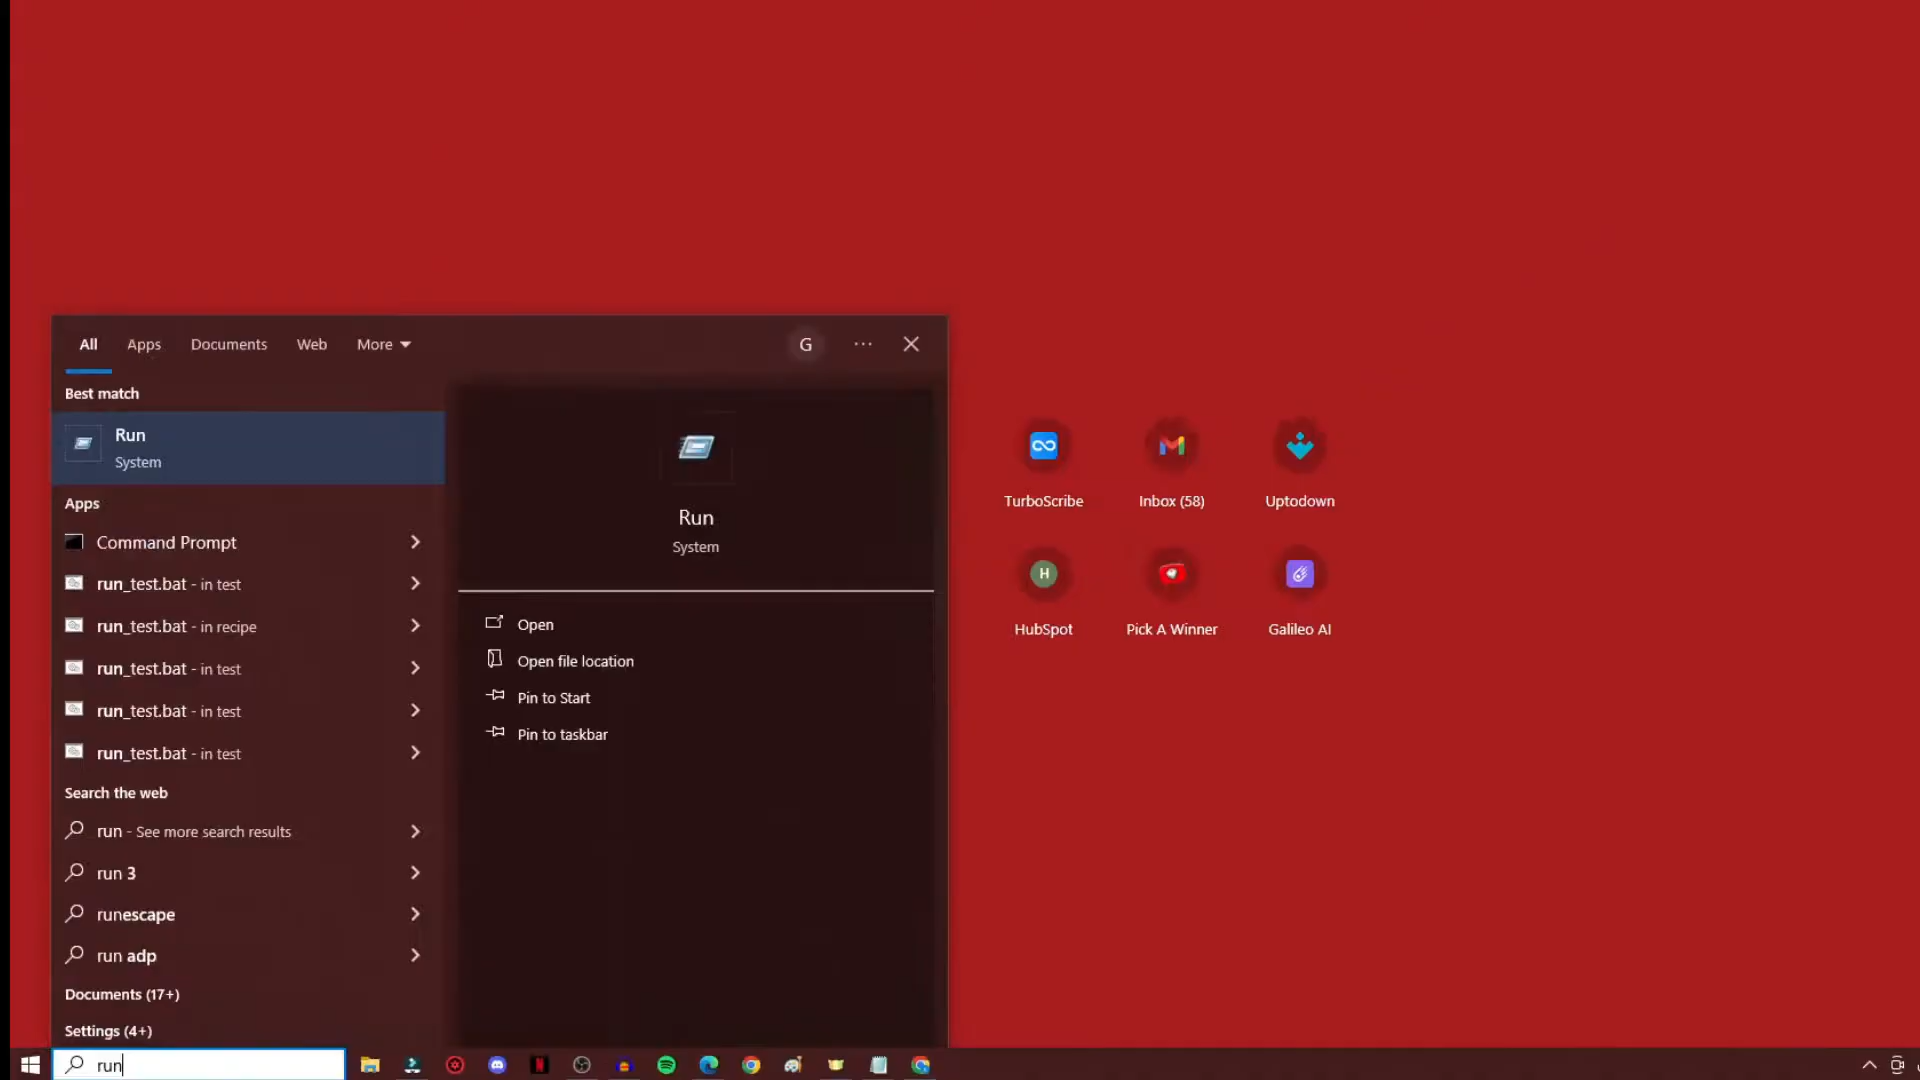 All Apps Documents Web More G
Best match
Run
System
Apps
Command Prompt
run_test.bat - in test
run_test.bat - in recipe
run_test.bat - in test
run_test.bat - in test
run_test.bat - in test
Search the web
run - See more search results
run 3
runescape
run adp
Documents (17+)
Settings (4+)
run
Run
System
Open
Open file location
Pin to Start
Pin to taskbar
TurboScribe Inbox (58) Uptodown
H
HubSpot Pick A Winner Galileo AI